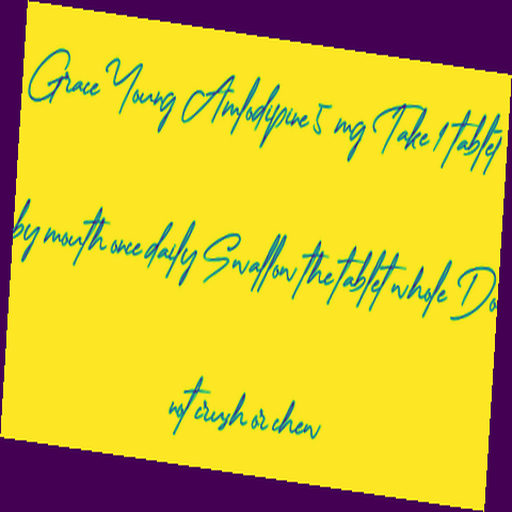 Grace Young Amlodipine 5 mg Take 1 tablet
by mouth once daily Swallow the tablet whole Do
not crush or chew